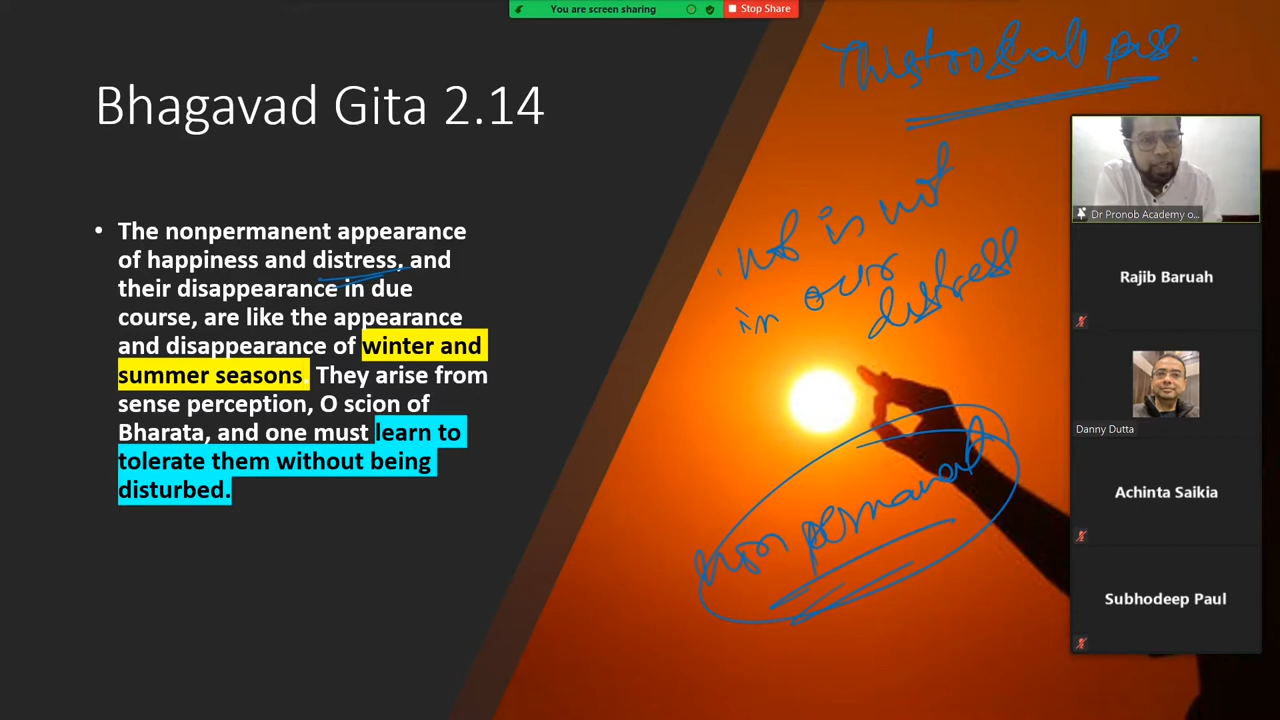 You are screen sharing
Stop Share
This too shall pass.
Bhagavad Gita 2.14
• The nonpermanent appearance
of happiness and distress, and
their disappearance in due
course, are like the appearance
and disappearance of winter and
summer seasons. They arise from
sense perception, O scion of
Bharata, and one must learn to
tolerate them without being
disturbed.
is not
in our
distress
non permanant
Dr Pronob Academy o...
Rajib Baruah
Danny Dutta
Achinta Saikia
Subhodeep Paul